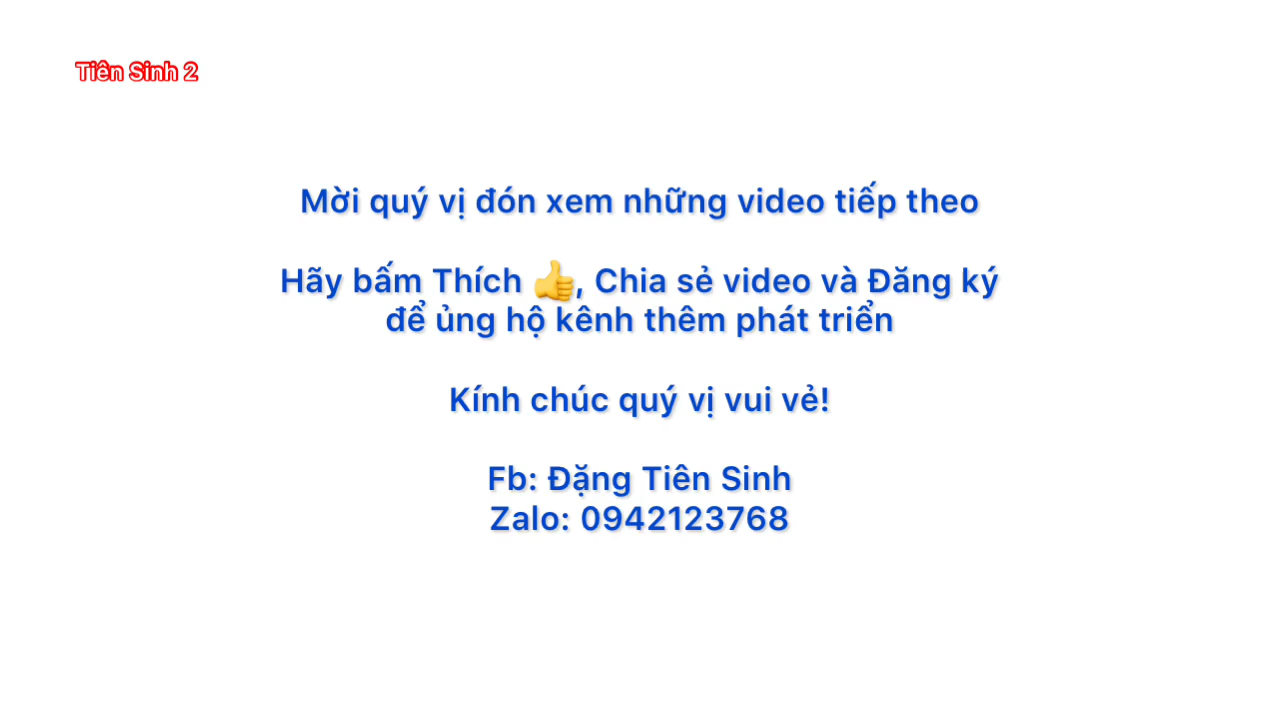 Tiên Sinh 2
Mời quý vị đón xem những video tiếp theo
Hãy bấm Thích 👍, Chia sẻ video và Đăng ký
để ủng hộ kênh thêm phát triển
Kính chúc quý vị vui vẻ!
Fb: Đặng Tiên Sinh
Zalo: 0942123768